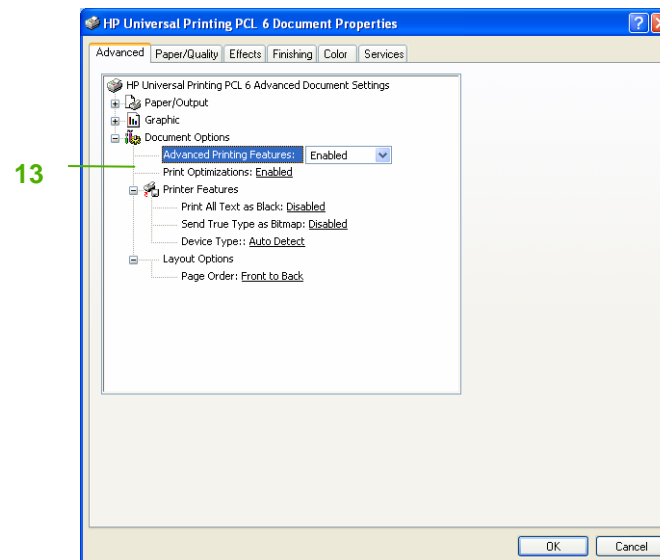 HP Universal Printing PCL 6 Document Properties
Advanced Paper/Quality Effects Finishing Color Services
HP Universal Printing PCL 6 Advanced Document Settings
Paper/Output
Graphic
Document Options
Advanced Printing Features: Enabled
13
Print Optimizations: Enabled
Printer Features
Print All Text as Black: Disabled
Send True Type as Bitmap: Disabled
Device Type:: Auto Detect
Layout Options
Page Order: Front to Back
OK Cancel